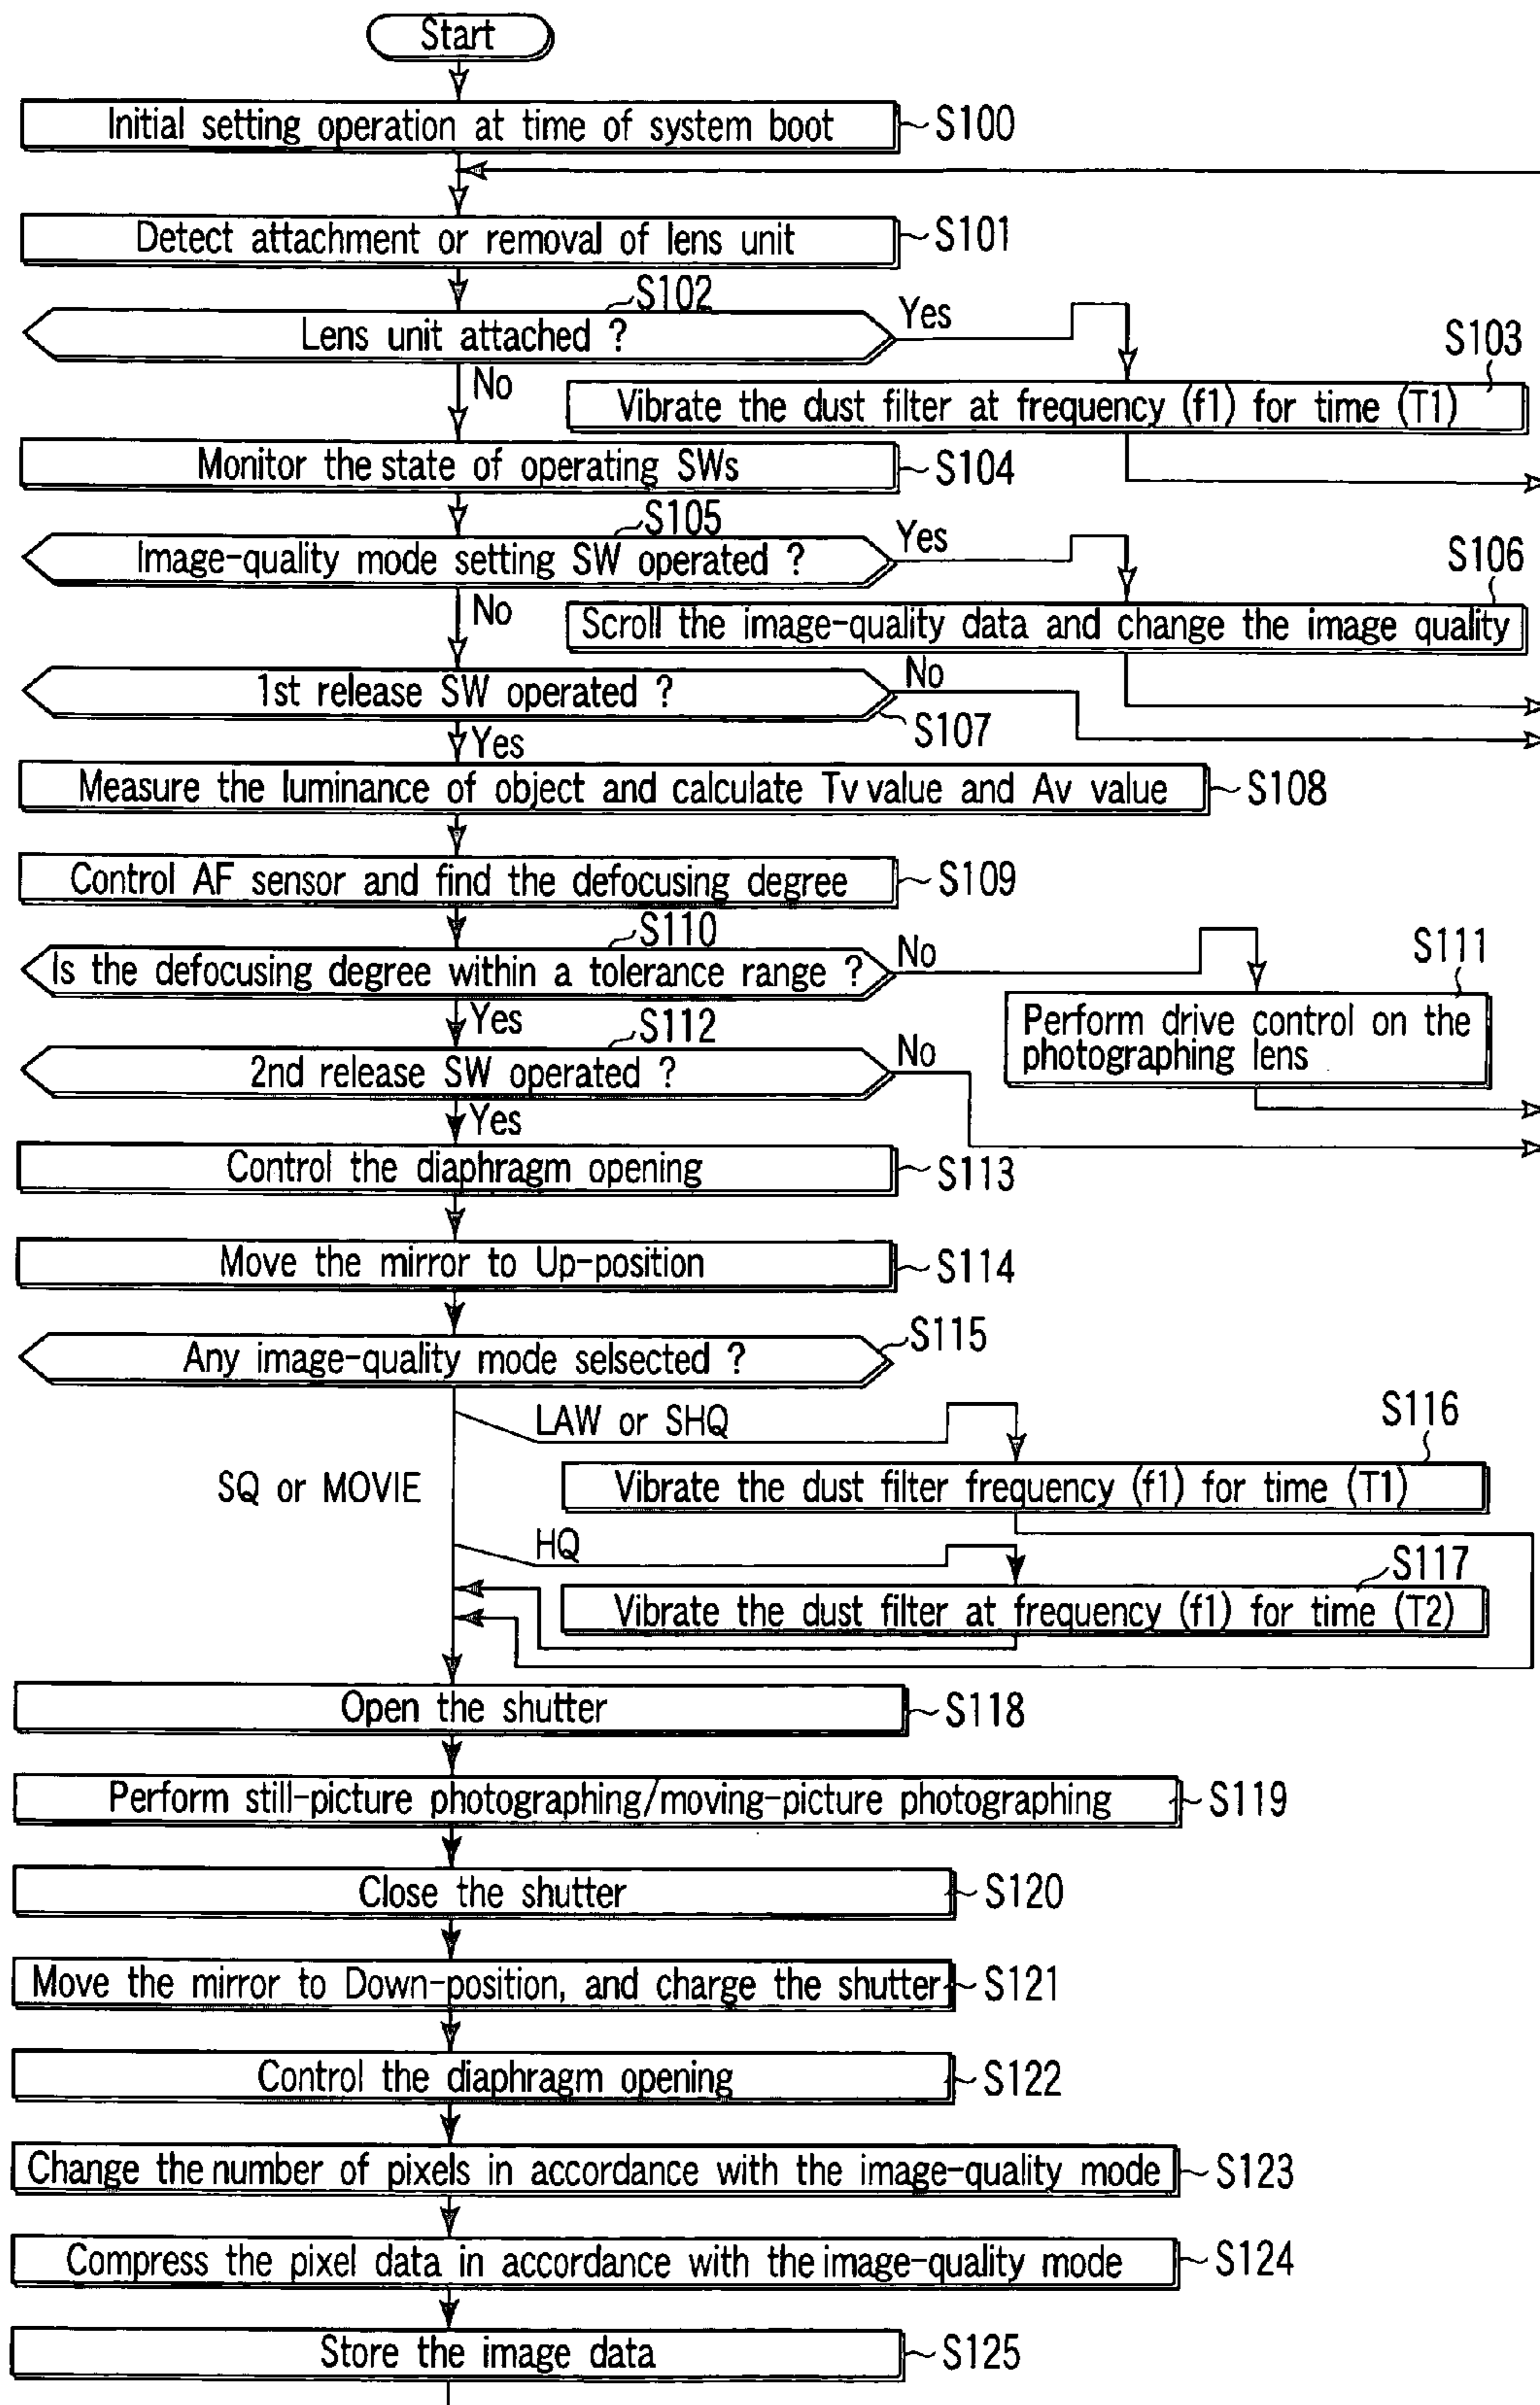 Start
Initial setting operation at time of system boot
S100
Detect attachment or removal of lens unit
S101
S102
Lens unit attached ?
Yes
No
S103
Vibrate the dust filter at frequency (f1) for time (T1)
Monitor the state of operating SWs
S104
S105
Image-quality mode setting SW operated ?
Yes
No
S106
Scroll the image-quality data and change the image quality
1st release SW operated ?
No
S107
Yes
Measure the luminance of object and calculate Tv value and Av value
S108
Control AF sensor and find the defocusing degree
S109
S110
Is the defocusing degree within a tolerance range ?
No
Yes
S111
Perform drive control on the
photographing lens
S112
2nd release SW operated ?
No
Yes
Control the diaphragm opening
S113
Move the mirror to Up-position
S114
Any image-quality mode selsected ?
S115
LAW or SHQ
S116
SQ or MOVIE
Vibrate the dust filter frequency (f1) for time (T1)
HQ
S117
Vibrate the dust filter at frequency (f1) for time (T2)
Open the shutter
S118
Perform still-picture photographing/moving-picture photographing
S119
Close the shutter
S120
Move the mirror to Down-position, and charge the shutter
S121
Control the diaphragm opening
S122
Change the number of pixels in accordance with the image-quality mode
S123
Compress the pixel data in accordance with the image-quality mode
S124
Store the image data
S125